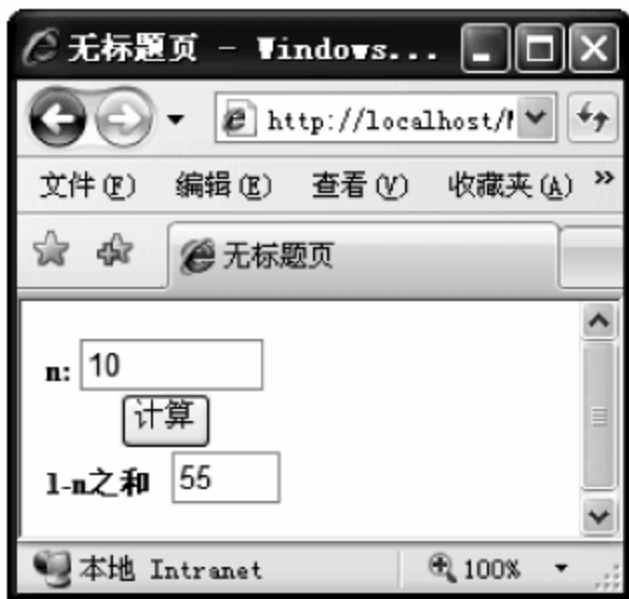 无标题页 - Windows...
http://localhost/M
文件(F) 编辑(E) 查看(V) 收藏夹(A) »
无标题页
n: 10
计算
1-n之和 55
本地 Intranet 100%